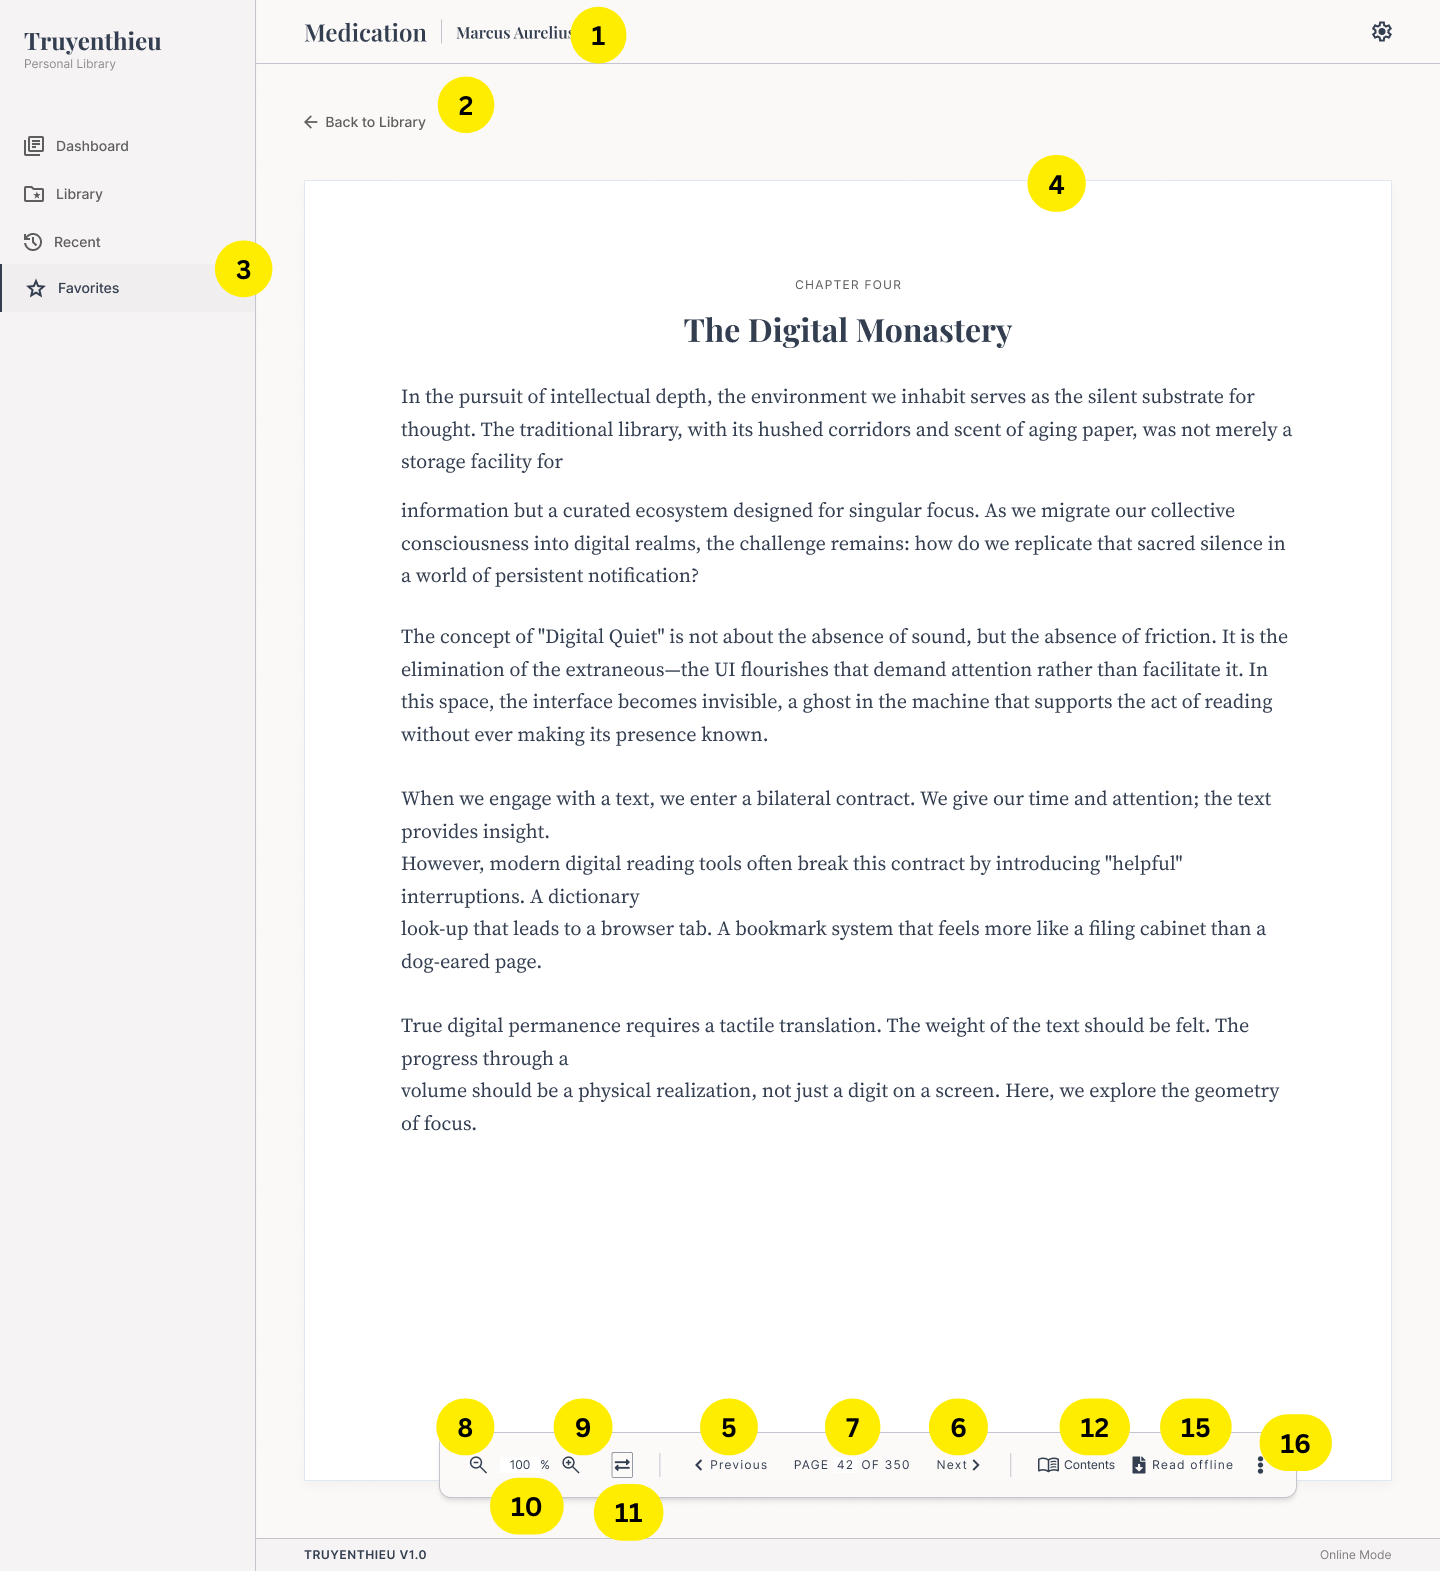 Truyenthieu
Personal Library
Dashboard
Library
Recent
Favorites
3
Medication
Marcus Aurelius
1
2
Back to Library
4
CHAPTER FOUR
The Digital Monastery
In the pursuit of intellectual depth, the environment we inhabit serves as the silent substrate for
thought. The traditional library, with its hushed corridors and scent of aging paper, was not merely a
storage facility for
information but a curated ecosystem designed for singular focus. As we migrate our collective
consciousness into digital realms, the challenge remains: how do we replicate that sacred silence in
a world of persistent notification?
The concept of "Digital Quiet" is not about the absence of sound, but the absence of friction. It is the
elimination of the extraneous—the UI flourishes that demand attention rather than facilitate it. In
this space, the interface becomes invisible, a ghost in the machine that supports the act of reading
without ever making its presence known.
When we engage with a text, we enter a bilateral contract. We give our time and attention; the text
provides insight.
However, modern digital reading tools often break this contract by introducing "helpful"
interruptions. A dictionary
look-up that leads to a browser tab. A bookmark system that feels more like a filing cabinet than a
dog-eared page.
True digital permanence requires a tactile translation. The weight of the text should be felt. The
progress through a
volume should be a physical realization, not just a digit on a screen. Here, we explore the geometry
of focus.
8 9 5 7 6 12 15 16
100 % Previous PAGE 42 OF 350 Next Contents Read offline
10 11
TRUYENTHIEU V1.0
Online Mode